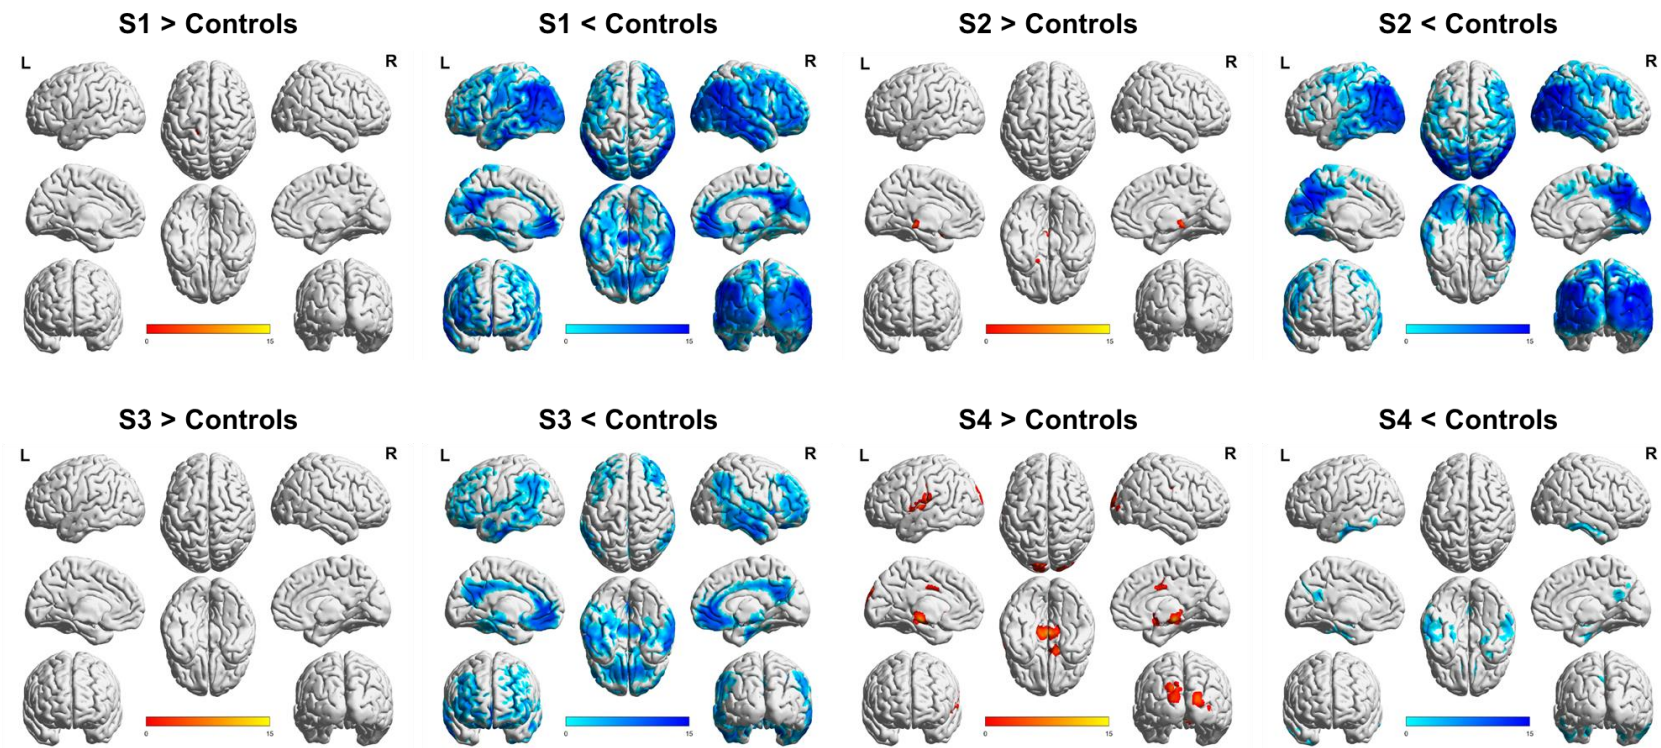 S1 > Controls S1 < Controls S2 > Controls S2 < Controls
L R L R L R L R
0 15 0 15 0 15 0 15
S3 > Controls S3 < Controls S4 > Controls S4 < Controls
L R L R L R L R
0 15 0 15 0 15 0 15